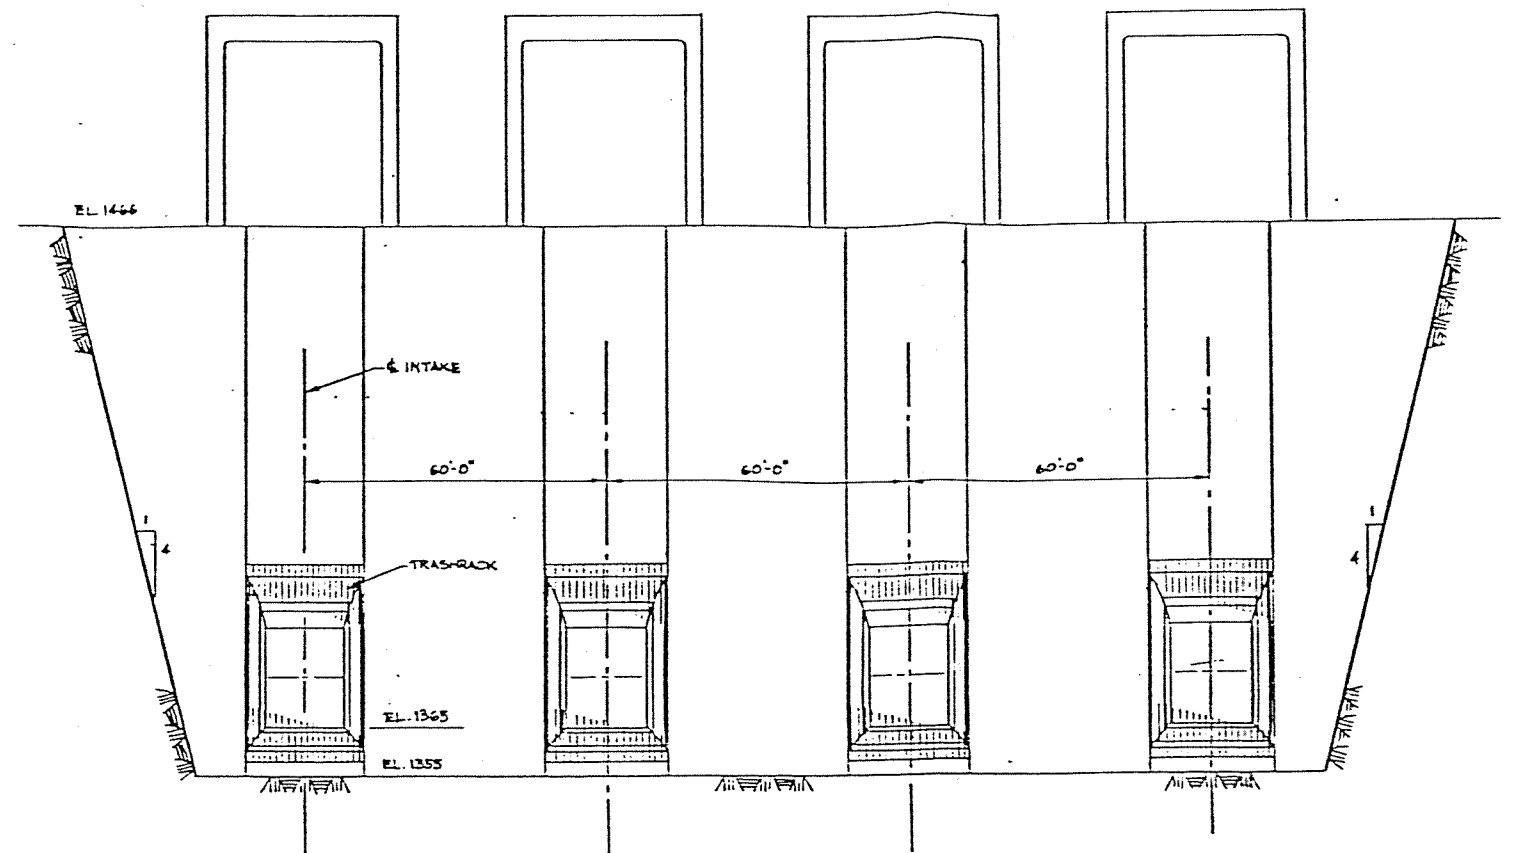 EL. 1466
℄ INTAKE
60'-0" 60'-0" 60'-0"
1 1
4 4
TRASHRACK
EL. 1365
EL. 1355